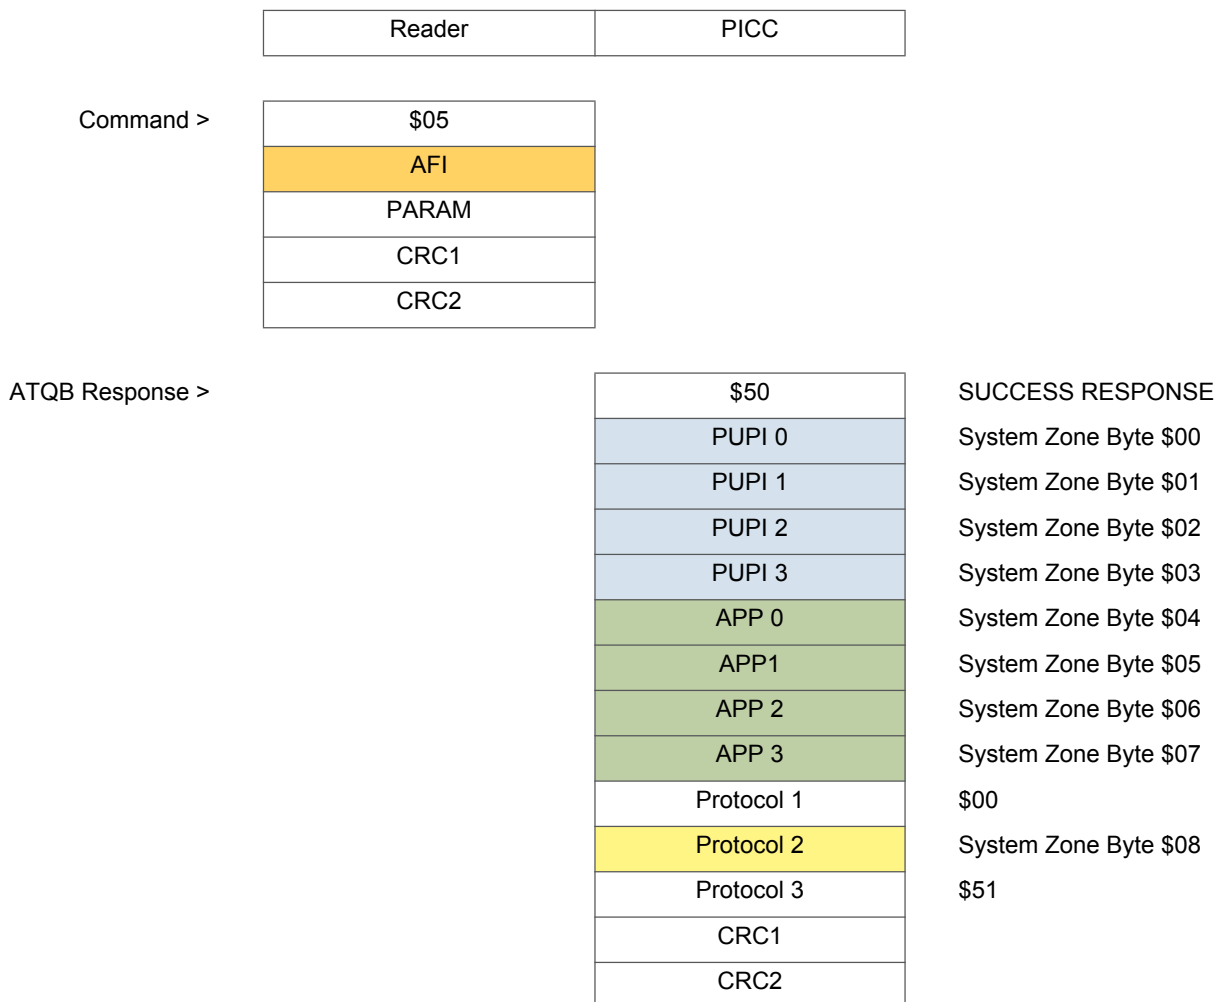 Reader PICC
Command > $05
AFI
PARAM
CRC1
CRC2
ATQB Response > $50 SUCCESS RESPONSE
PUPI 0 System Zone Byte $00
PUPI 1 System Zone Byte $01
PUPI 2 System Zone Byte $02
PUPI 3 System Zone Byte $03
APP 0 System Zone Byte $04
APP1 System Zone Byte $05
APP 2 System Zone Byte $06
APP 3 System Zone Byte $07
Protocol 1 $00
Protocol 2 System Zone Byte $08
Protocol 3 $51
CRC1
CRC2